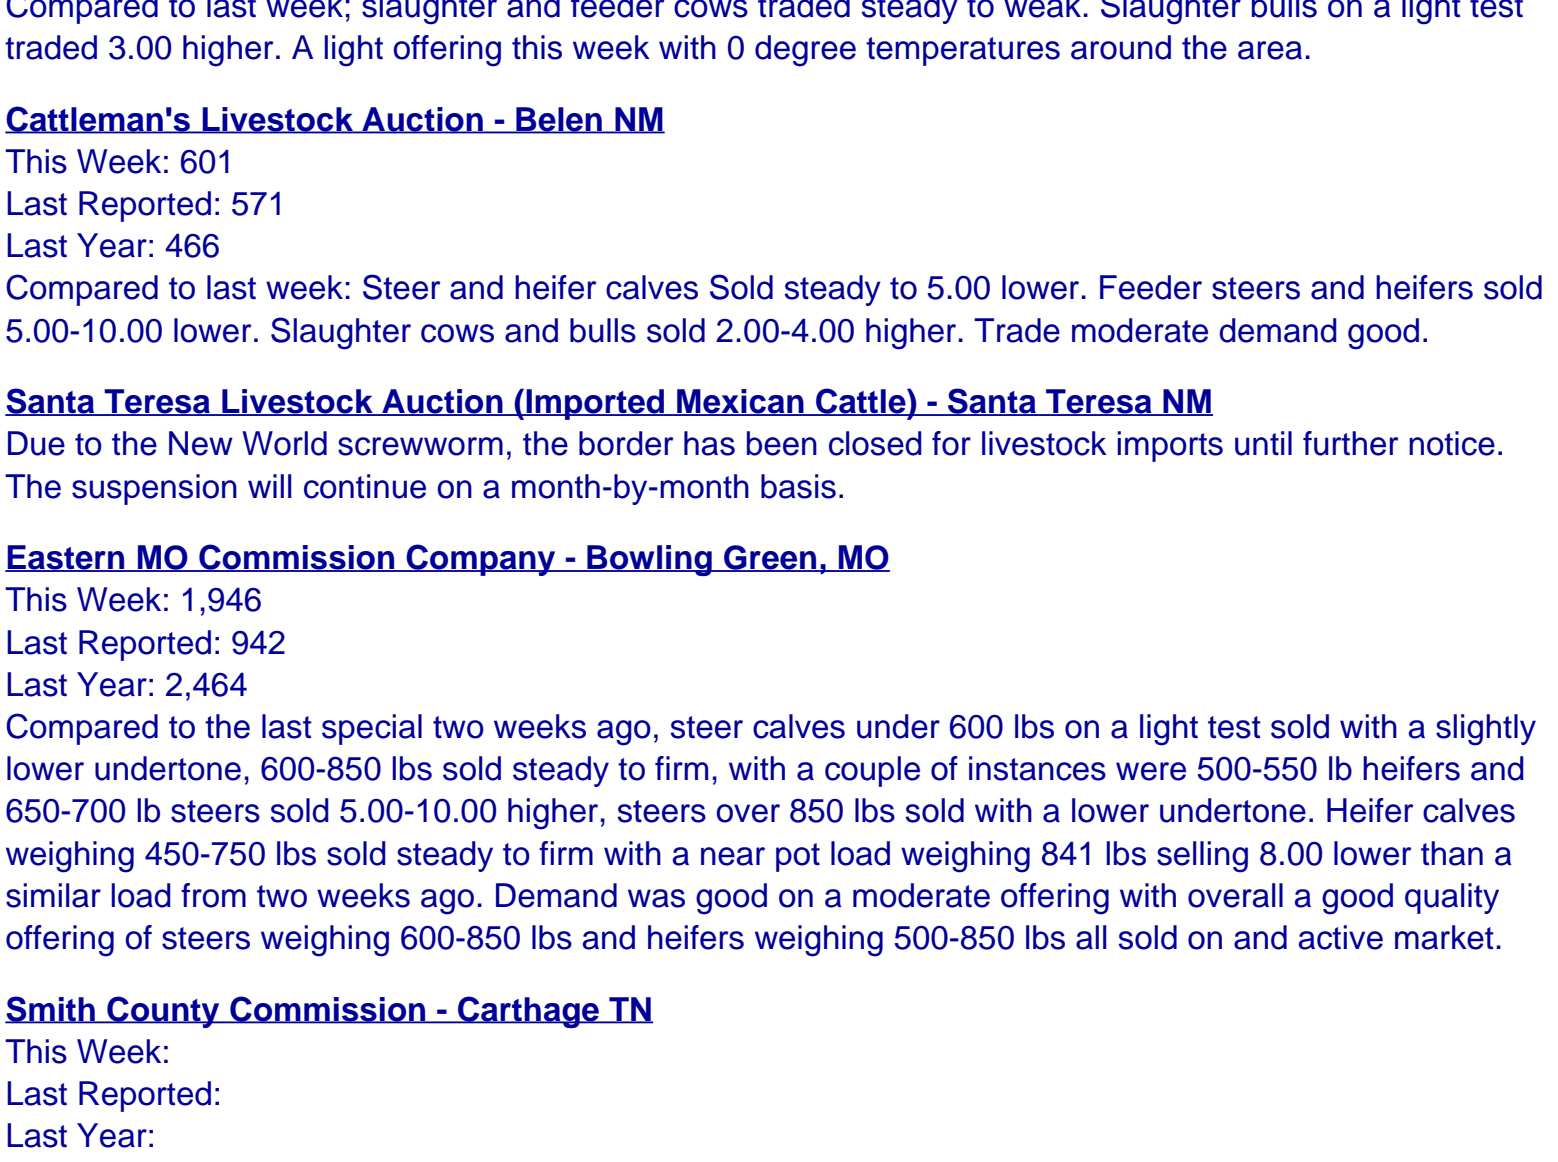 Compared to last week; slaughter and feeder cows traded steady to weak. Slaughter bulls on a light test
traded 3.00 higher. A light offering this week with 0 degree temperatures around the area.
Cattleman's Livestock Auction - Belen NM
This Week: 601
Last Reported: 571
Last Year: 466
Compared to last week: Steer and heifer calves Sold steady to 5.00 lower. Feeder steers and heifers sold
5.00-10.00 lower. Slaughter cows and bulls sold 2.00-4.00 higher. Trade moderate demand good.
Santa Teresa Livestock Auction (Imported Mexican Cattle) - Santa Teresa NM
Due to the New World screwworm, the border has been closed for livestock imports until further notice.
The suspension will continue on a month-by-month basis.
Eastern MO Commission Company - Bowling Green, MO
This Week: 1,946
Last Reported: 942
Last Year: 2,464
Compared to the last special two weeks ago, steer calves under 600 lbs on a light test sold with a slightly
lower undertone, 600-850 lbs sold steady to firm, with a couple of instances were 500-550 lb heifers and
650-700 lb steers sold 5.00-10.00 higher, steers over 850 lbs sold with a lower undertone. Heifer calves
weighing 450-750 lbs sold steady to firm with a near pot load weighing 841 lbs selling 8.00 lower than a
similar load from two weeks ago. Demand was good on a moderate offering with overall a good quality
offering of steers weighing 600-850 lbs and heifers weighing 500-850 lbs all sold on and active market.
Smith County Commission - Carthage TN
This Week:
Last Reported:
Last Year: